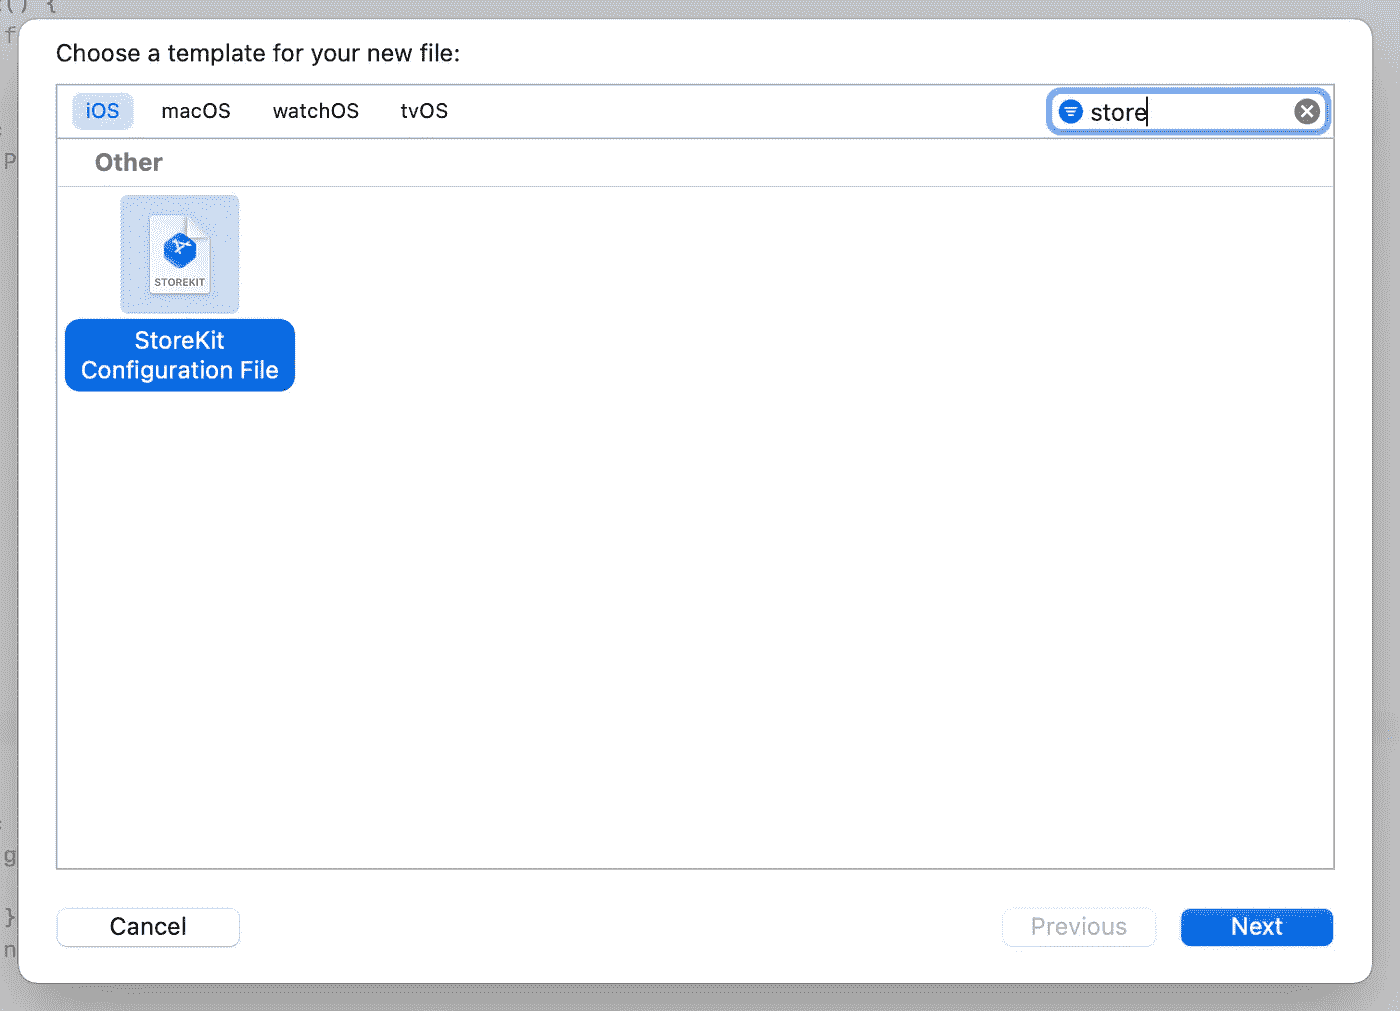 () {
f
Choose a template for your new file:
iOS macOS watchOS tvOS store
P
Other
STOREKIT
StoreKit
Configuration File
g
}
Cancel Previous Next
n